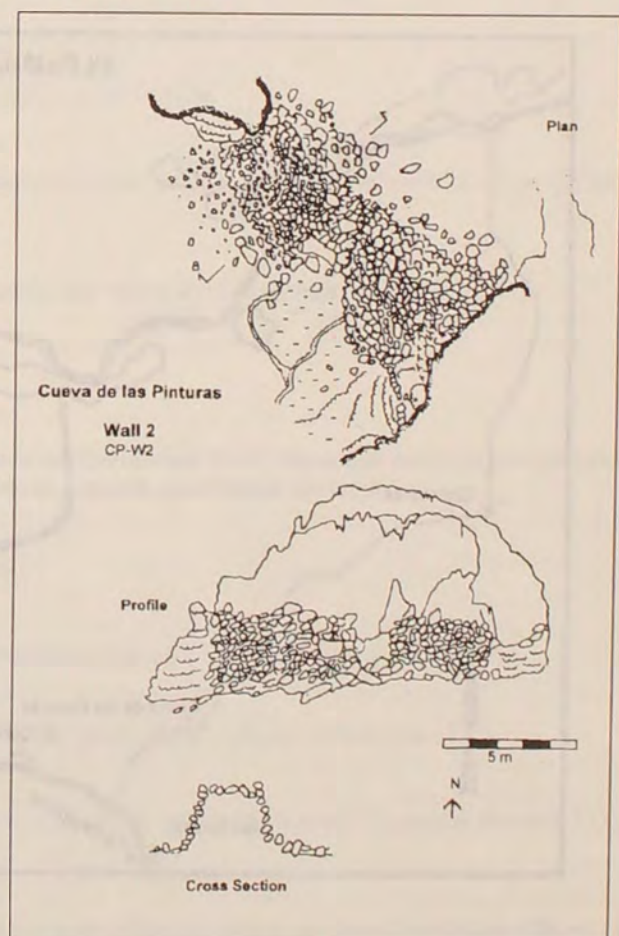 Plan
Cueva de las Pinturas
Wall 2
CP-W2
Profile
5 m
N
Cross Section